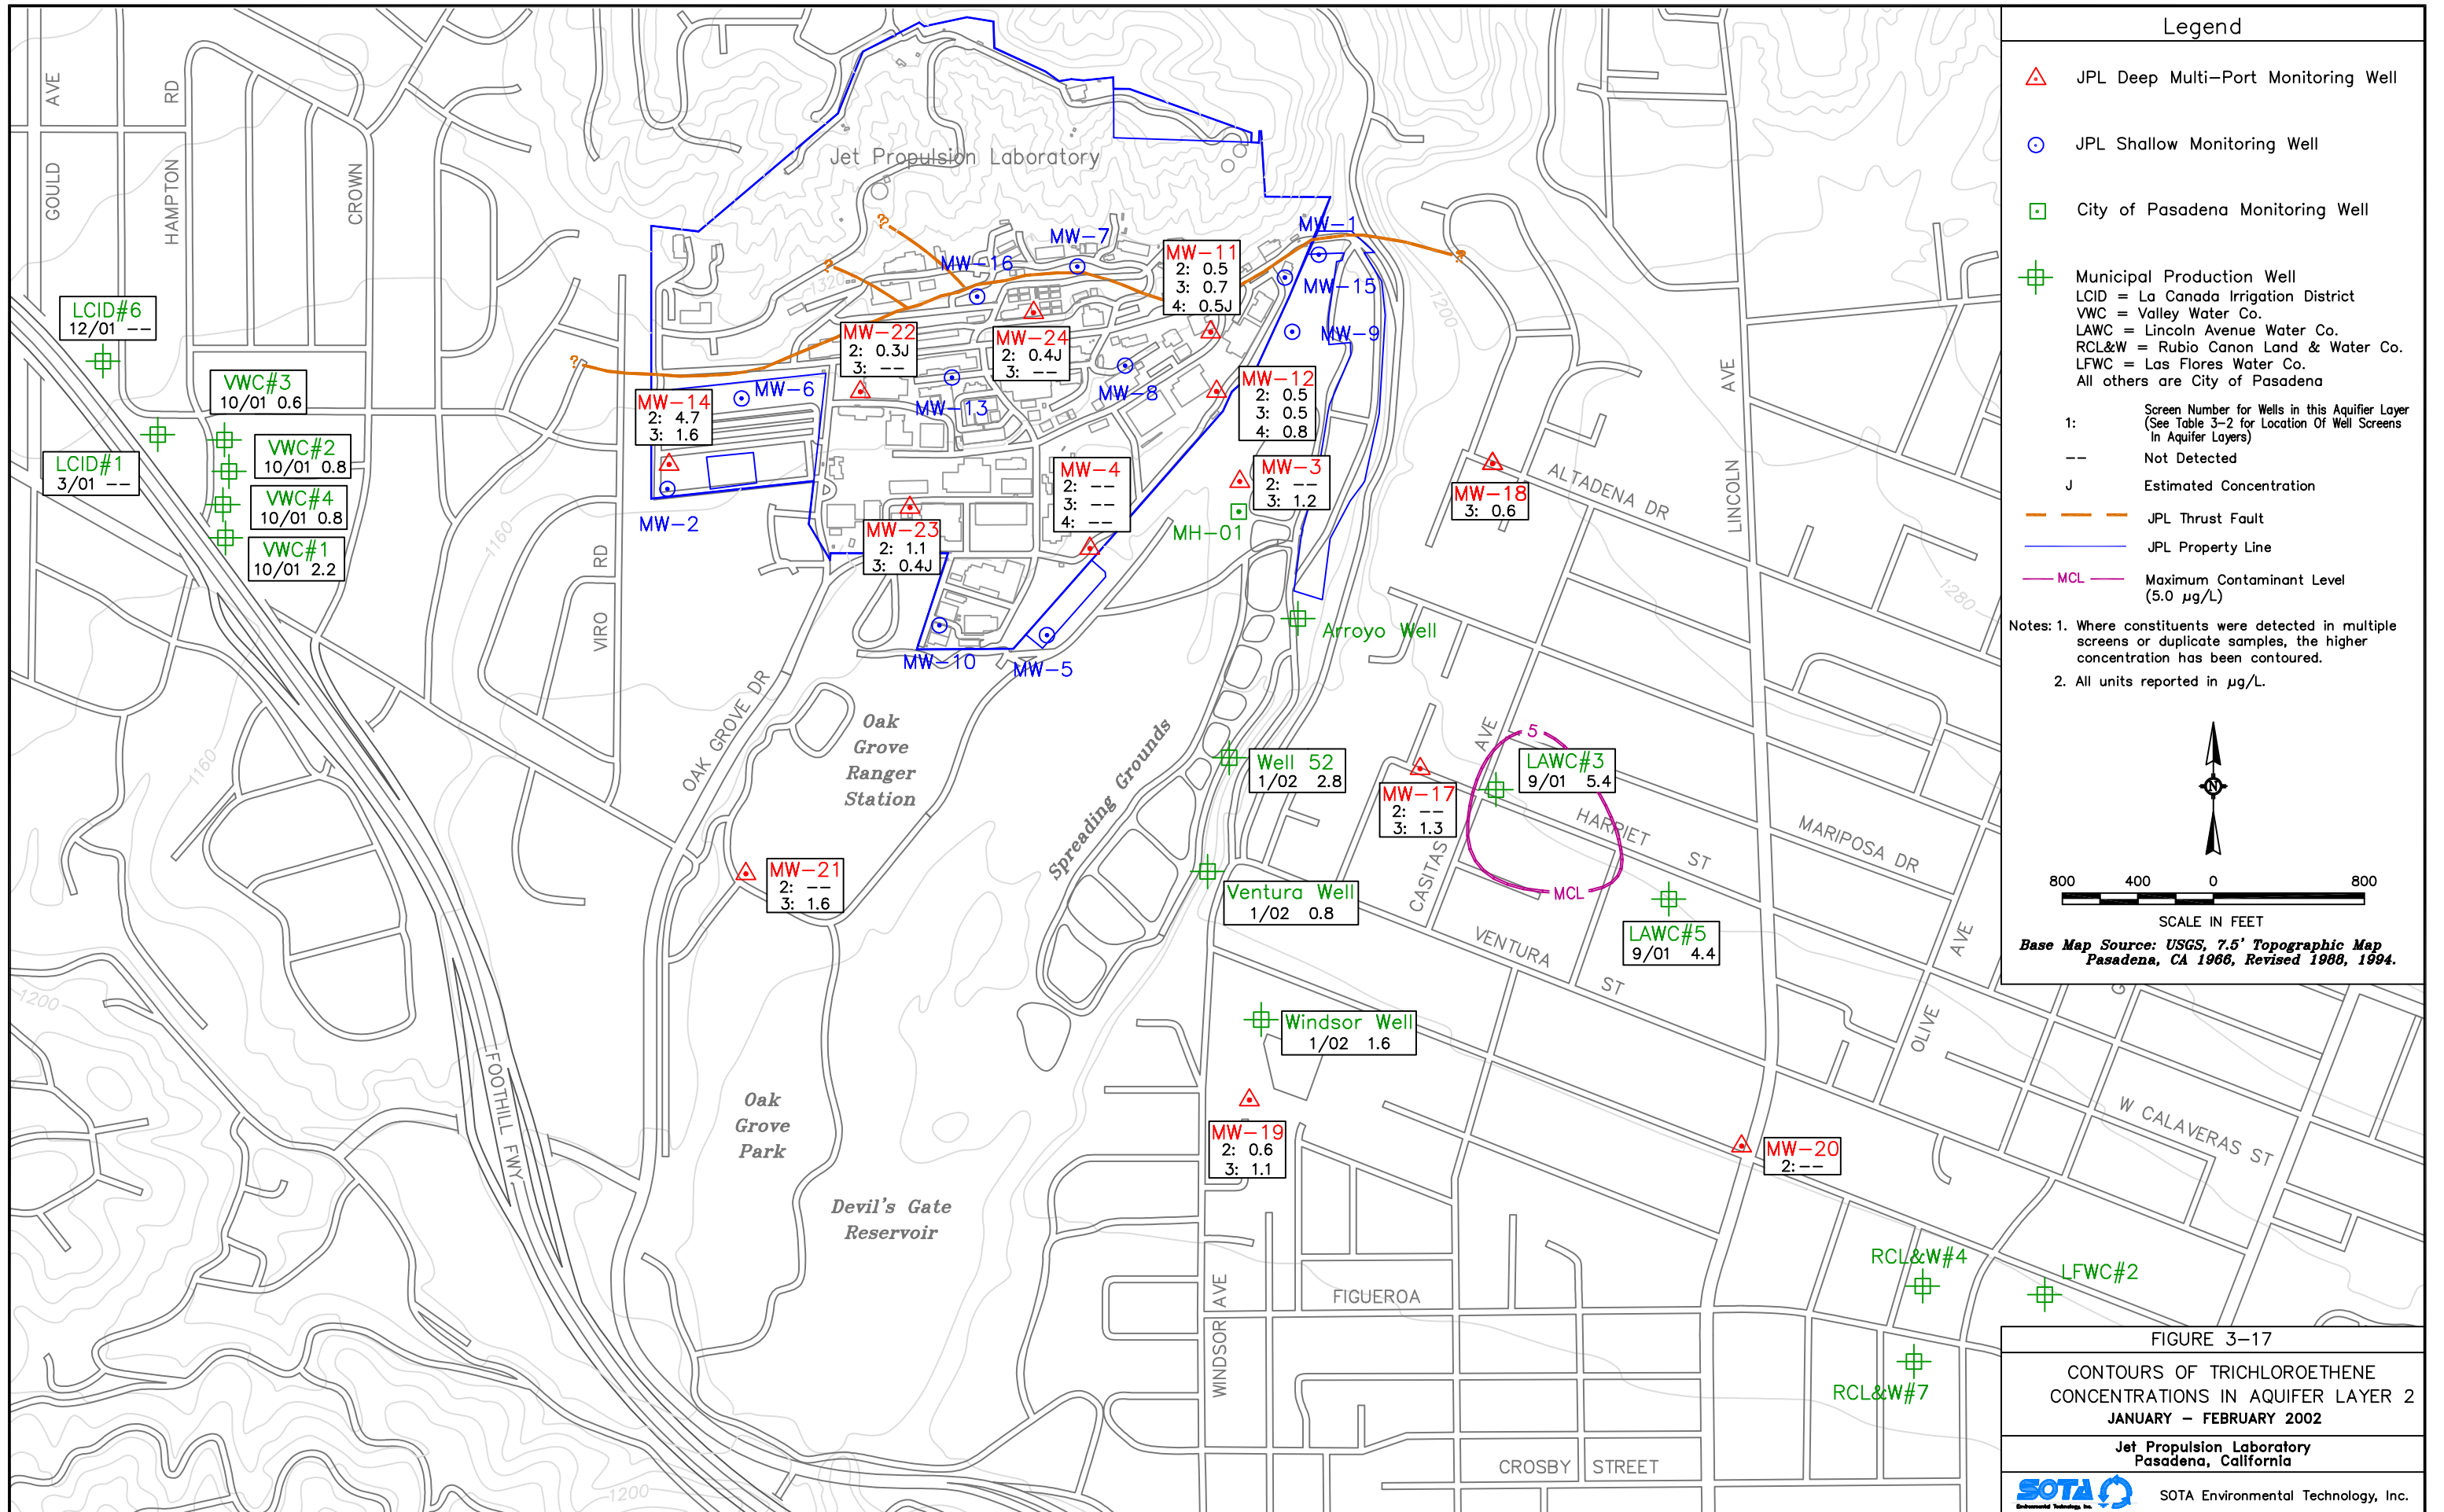 Legend
JPL Deep Multi-Port Monitoring Well
JPL Shallow Monitoring Well
City of Pasadena Monitoring Well
Municipal Production Well
LCID = La Canada Irrigation District
VWC = Valley Water Co.
LAWC = Lincoln Avenue Water Co.
RCL&W = Rubio Canon Land & Water Co.
LFWC = Las Flores Water Co.
All others are City of Pasadena
1: Screen Number for Wells in this Aquifier Layer
(See Table 3-2 for Location Of Well Screens
In Aquifer Layers)
-- Not Detected
J Estimated Concentration
JPL Thrust Fault
JPL Property Line
MCL Maximum Contaminant Level
(5.0 µg/L)
Notes: 1. Where constituents were detected in multiple
screens or duplicate samples, the higher
concentration has been contoured.
2. All units reported in µg/L.
N
800 400 0 800
SCALE IN FEET
Base Map Source: USGS, 7.5' Topographic Map
Pasadena, CA 1966, Revised 1988, 1994.
FIGURE 3-17
CONTOURS OF TRICHLOROETHENE
CONCENTRATIONS IN AQUIFER LAYER 2
JANUARY - FEBRUARY 2002
Jet Propulsion Laboratory
Pasadena, California
SOTA
Environmental Technology, Inc.
SOTA Environmental Technology, Inc.
GOULD AVE
HAMPTON RD
CROWN
Jet Propulsion Laboratory
LCID#6
12/01 --
VWC#3
10/01 0.6
VWC#2
10/01 0.8
LCID#1
3/01 --
VWC#4
10/01 0.8
VWC#1
10/01 2.2
?
?
??
?
1320
MW-16
MW-7
MW-11
2: 0.5
3: 0.7
4: 0.5J
MW-1
MW-15
MW-9
1200
MW-22
2: 0.3J
3: --
MW-24
2: 0.4J
3: --
MW-14
2: 4.7
3: 1.6
MW-6
MW-13
MW-8
MW-12
2: 0.5
3: 0.5
4: 0.8
MW-2
MW-4
2: --
3: --
4: --
MW-3
2: --
3: 1.2
MH-01
MW-23
2: 1.1
3: 0.4J
MW-18
3: 0.6
ALTADENA DR
LINCOLN AVE
1280
1160
VIRO RD
MW-10
MW-5
Arroyo Well
OAK GROVE DR
Oak
Grove
Ranger
Station
Spreading Grounds
Well 52
1/02 2.8
MW-17
2: --
3: 1.3
CASITAS AVE
5
LAWC#3
9/01 5.4
MCL
HARRIET ST
MARIPOSA DR
1160
MW-21
2: --
3: 1.6
Ventura Well
1/02 0.8
VENTURA ST
LAWC#5
9/01 4.4
OLIVE AVE
G
1200
Windsor Well
1/02 1.6
FOOTHILL FWY
Oak
Grove
Park
MW-19
2: 0.6
3: 1.1
MW-20
2: --
W CALAVERAS ST
Devil's Gate
Reservoir
WINDSOR AVE
FIGUEROA
RCL&W#4
LFWC#2
RCL&W#7
CROSBY STREET
1200